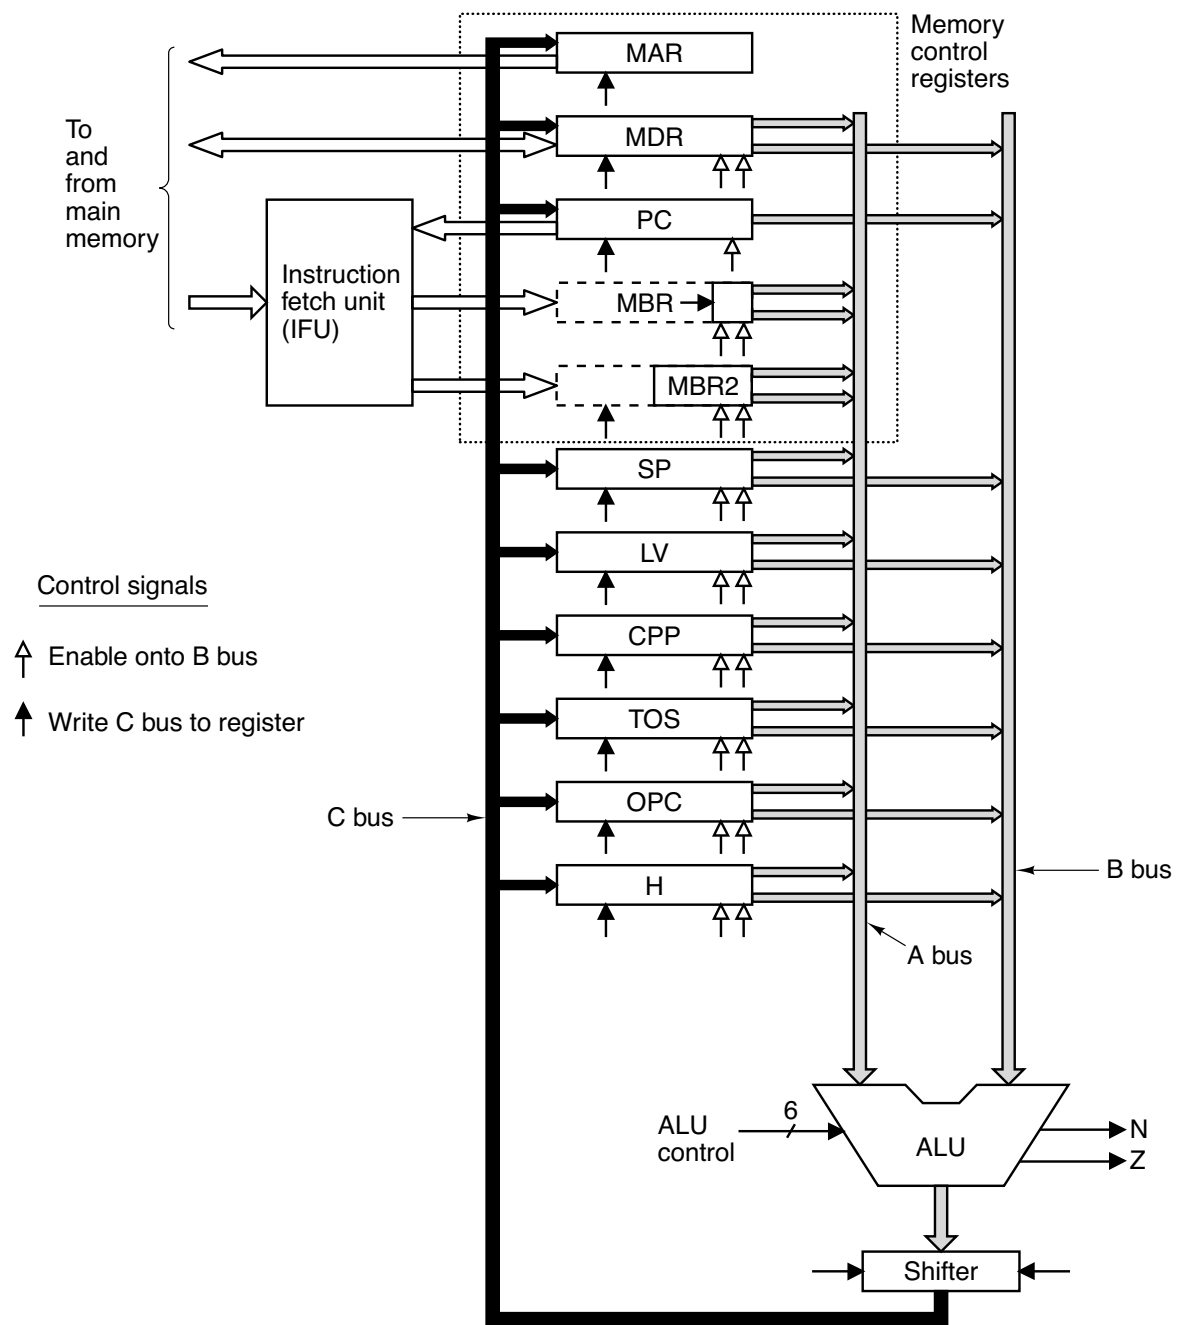 Memory
control
registers
MAR
To
and
from
main
memory
MDR
PC
Instruction
fetch unit
(IFU)
MBR
MBR2
SP
LV
Control signals
CPP
Enable onto B bus
TOS
Write C bus to register
OPC
C bus
H
B bus
A bus
6
ALU
control
ALU
N
Z
Shifter